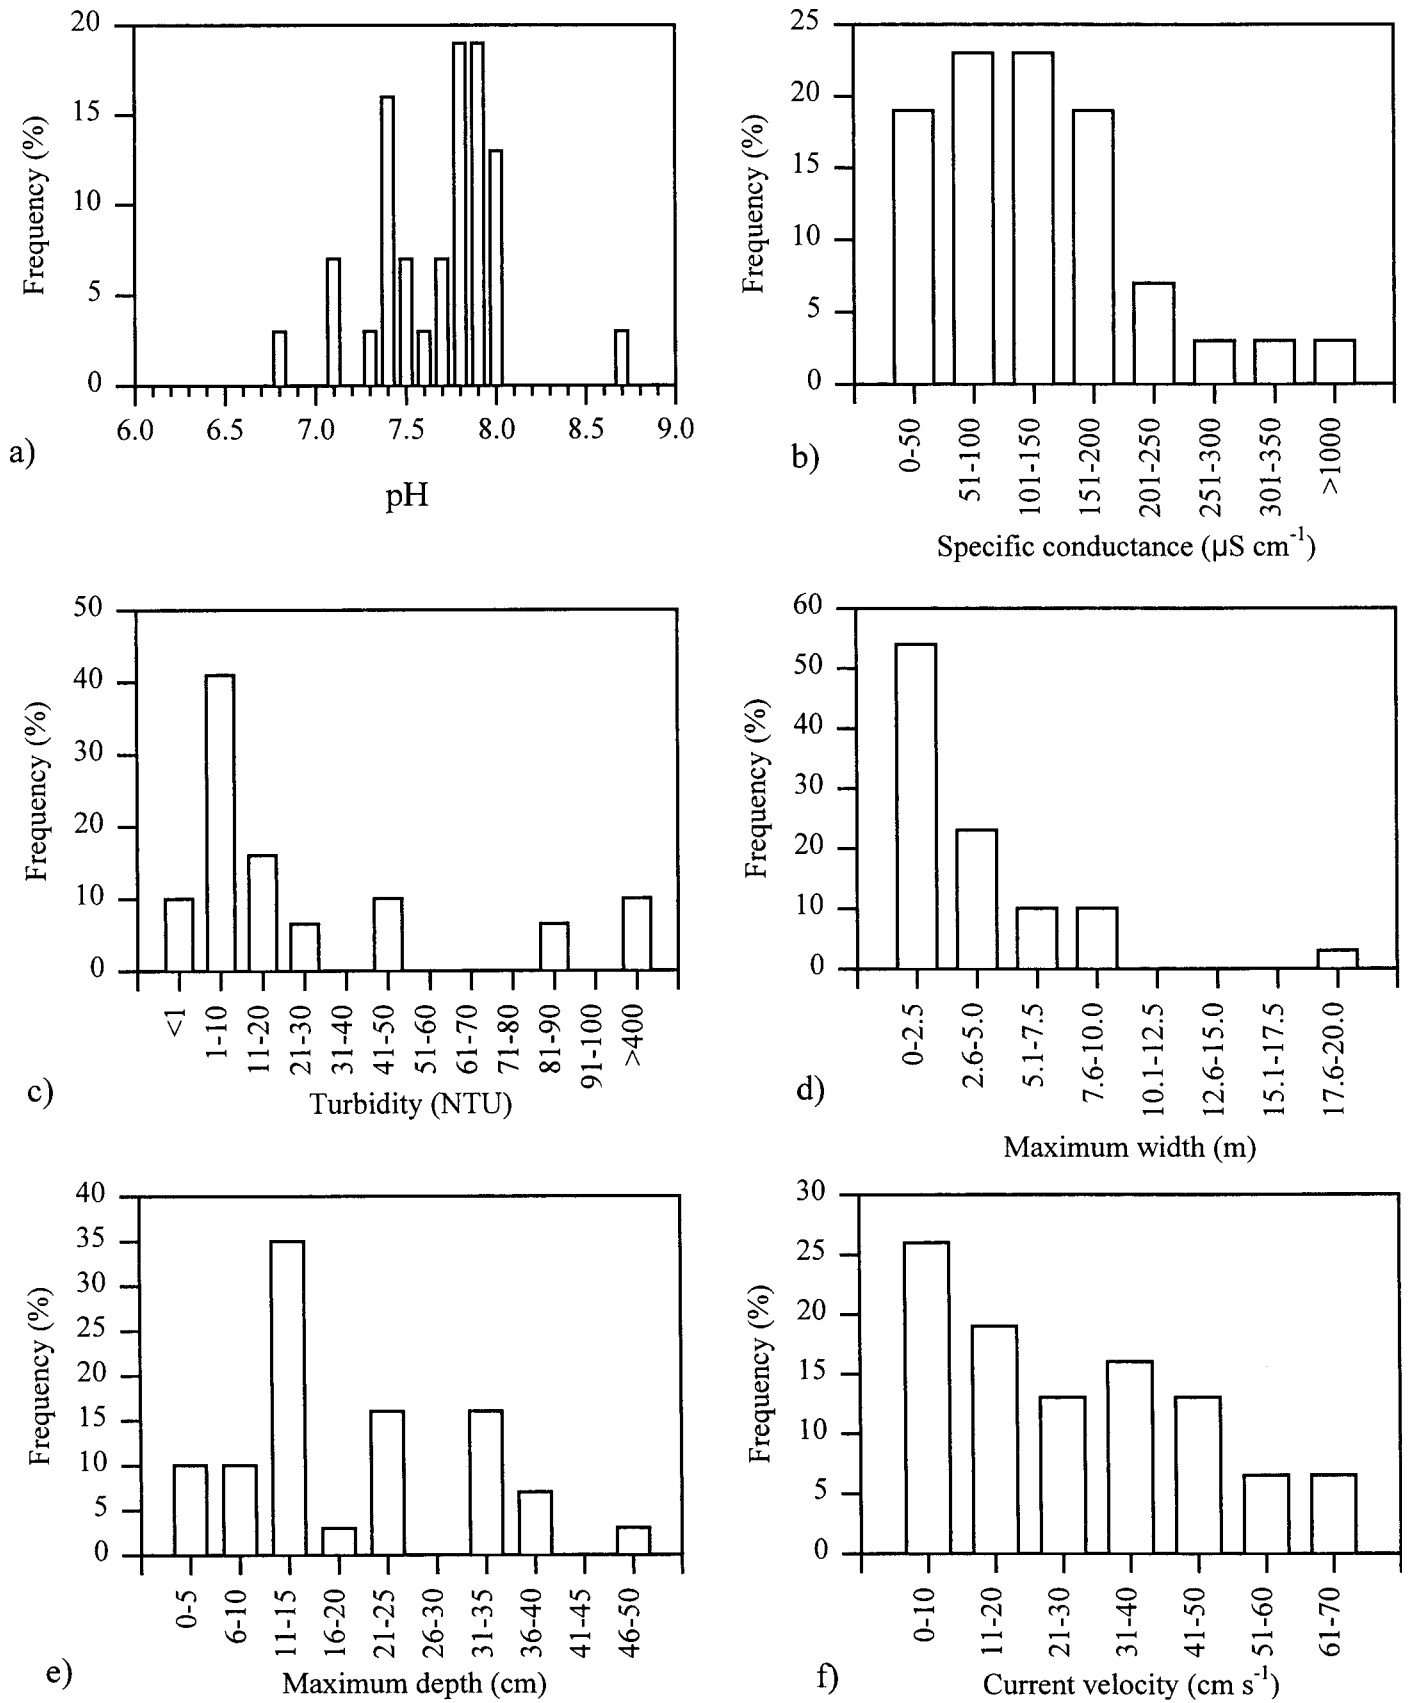 20
15
10
5
0
Frequency (%)
6.0 6.5 7.0 7.5 8.0 8.5 9.0
a)
pH
25
20
15
10
5
0
Frequency (%)
0-50 51-100 101-150 151-200 201-250 251-300 301-350 >1000
b)
Specific conductance (µS cm⁻¹)
50
40
30
20
10
0
Frequency (%)
<1 1-10 11-20 21-30 31-40 41-50 51-60 61-70 71-80 81-90 91-100 >400
c)
Turbidity (NTU)
60
50
40
30
20
10
0
Frequency (%)
0-2.5 2.6-5.0 5.1-7.5 7.6-10.0 10.1-12.5 12.6-15.0 15.1-17.5 17.6-20.0
d)
Maximum width (m)
40
35
30
25
20
15
10
5
0
Frequency (%)
0-5 6-10 11-15 16-20 21-25 26-30 31-35 36-40 41-45 46-50
e)
Maximum depth (cm)
30
25
20
15
10
5
0
Frequency (%)
0-10 11-20 21-30 31-40 41-50 51-60 61-70
f)
Current velocity (cm s⁻¹)